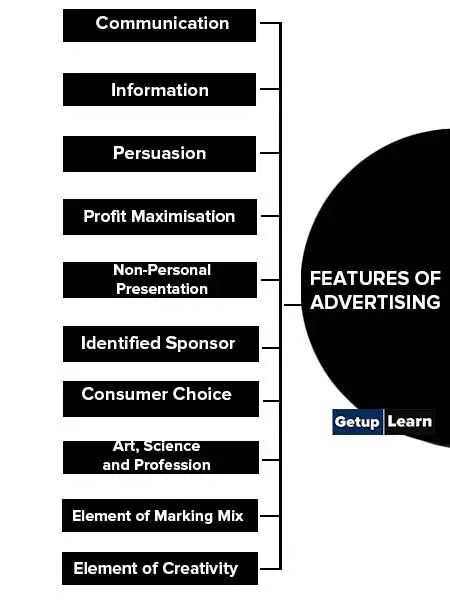 Communication
Information
Persuasion
Profit Maximisation
Non-Personal
Presentation
Identified Sponsor
Consumer Choice
Art, Science
and Profession
Element of Marking Mix
Element of Creativity
FEATURES OF
ADVERTISING
Getup Learn